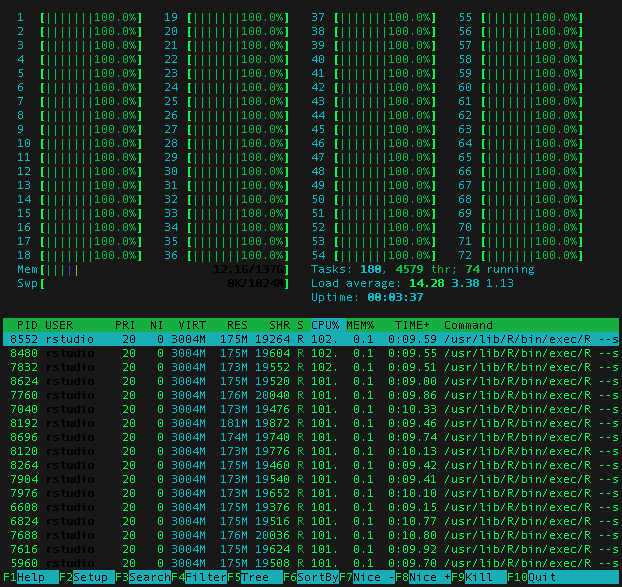 1 [||||||||100.0%] 19 [||||||||100.0%] 37 [||||||||100.0%] 55 [||||||||100.0%]
2 [||||||||100.0%] 20 [||||||||100.0%] 38 [||||||||100.0%] 56 [||||||||100.0%]
3 [||||||||100.0%] 21 [||||||||100.0%] 39 [||||||||100.0%] 57 [||||||||100.0%]
4 [||||||||100.0%] 22 [||||||||100.0%] 40 [||||||||100.0%] 58 [||||||||100.0%]
5 [||||||||100.0%] 23 [||||||||100.0%] 41 [||||||||100.0%] 59 [||||||||100.0%]
6 [||||||||100.0%] 24 [||||||||100.0%] 42 [||||||||100.0%] 60 [||||||||100.0%]
7 [||||||||100.0%] 25 [||||||||100.0%] 43 [||||||||100.0%] 61 [||||||||100.0%]
8 [||||||||100.0%] 26 [||||||||100.0%] 44 [||||||||100.0%] 62 [||||||||100.0%]
9 [||||||||100.0%] 27 [||||||||100.0%] 45 [||||||||100.0%] 63 [||||||||100.0%]
10 [||||||||100.0%] 28 [||||||||100.0%] 46 [||||||||100.0%] 64 [||||||||100.0%]
11 [||||||||100.0%] 29 [||||||||100.0%] 47 [||||||||100.0%] 65 [||||||||100.0%]
12 [||||||||100.0%] 30 [||||||||100.0%] 48 [||||||||100.0%] 66 [||||||||100.0%]
13 [||||||||100.0%] 31 [||||||||100.0%] 49 [||||||||100.0%] 67 [||||||||100.0%]
14 [||||||||100.0%] 32 [||||||||100.0%] 50 [||||||||100.0%] 68 [||||||||100.0%]
15 [||||||||100.0%] 33 [||||||||100.0%] 51 [||||||||100.0%] 69 [||||||||100.0%]
16 [||||||||100.0%] 34 [||||||||100.0%] 52 [||||||||100.0%] 70 [||||||||100.0%]
17 [||||||||100.0%] 35 [||||||||100.0%] 53 [||||||||100.0%] 71 [||||||||100.0%]
18 [||||||||100.0%] 36 [||||||||100.0%] 54 [||||||||100.0%] 72 [||||||||100.0%]
Mem[||||| 12.1G/137G] Tasks: 180, 4579 thr; 74 running
Swp[ 0K/1024M] Load average: 14.28 3.38 1.13
Uptime: 00:03:37
PID USER PRI NI VIRT RES SHR S CPU% MEM% TIME+ Command
8552 rstudio 20 0 3004M 175M 19264 R 102. 0.1 0:09.59 /usr/lib/R/bin/exec/R --s
8480 rstudio 20 0 3004M 175M 19604 R 102. 0.1 0:09.55 /usr/lib/R/bin/exec/R --s
7832 rstudio 20 0 3004M 173M 19552 R 102. 0.1 0:09.51 /usr/lib/R/bin/exec/R --s
8624 rstudio 20 0 3004M 175M 19520 R 101. 0.1 0:09.00 /usr/lib/R/bin/exec/R --s
7760 rstudio 20 0 3004M 176M 20040 R 101. 0.1 0:09.86 /usr/lib/R/bin/exec/R --s
7040 rstudio 20 0 3004M 173M 19476 R 101. 0.1 0:10.33 /usr/lib/R/bin/exec/R --s
8192 rstudio 20 0 3004M 181M 19872 R 101. 0.1 0:09.46 /usr/lib/R/bin/exec/R --s
8696 rstudio 20 0 3004M 174M 19740 R 101. 0.1 0:09.74 /usr/lib/R/bin/exec/R --s
8120 rstudio 20 0 3004M 173M 19776 R 101. 0.1 0:10.13 /usr/lib/R/bin/exec/R --s
8264 rstudio 20 0 3004M 175M 19460 R 101. 0.1 0:09.42 /usr/lib/R/bin/exec/R --s
7904 rstudio 20 0 3004M 173M 19540 R 101. 0.1 0:09.41 /usr/lib/R/bin/exec/R --s
7976 rstudio 20 0 3004M 173M 19652 R 101. 0.1 0:10.10 /usr/lib/R/bin/exec/R --s
6608 rstudio 20 0 3004M 175M 19376 R 101. 0.1 0:09.15 /usr/lib/R/bin/exec/R --s
6824 rstudio 20 0 3004M 175M 19516 R 101. 0.1 0:10.77 /usr/lib/R/bin/exec/R --s
7688 rstudio 20 0 3004M 176M 20036 R 101. 0.1 0:10.80 /usr/lib/R/bin/exec/R --s
7616 rstudio 20 0 3004M 175M 19624 R 101. 0.1 0:09.92 /usr/lib/R/bin/exec/R --s
5960 rstudio 20 0 3004M 175M 19508 R 101. 0.1 0:09.70 /usr/lib/R/bin/exec/R --s
F1Help F2Setup F3SearchF4FilterF5Tree F6SortByF7Nice -F8Nice +F9Kill F10Quit